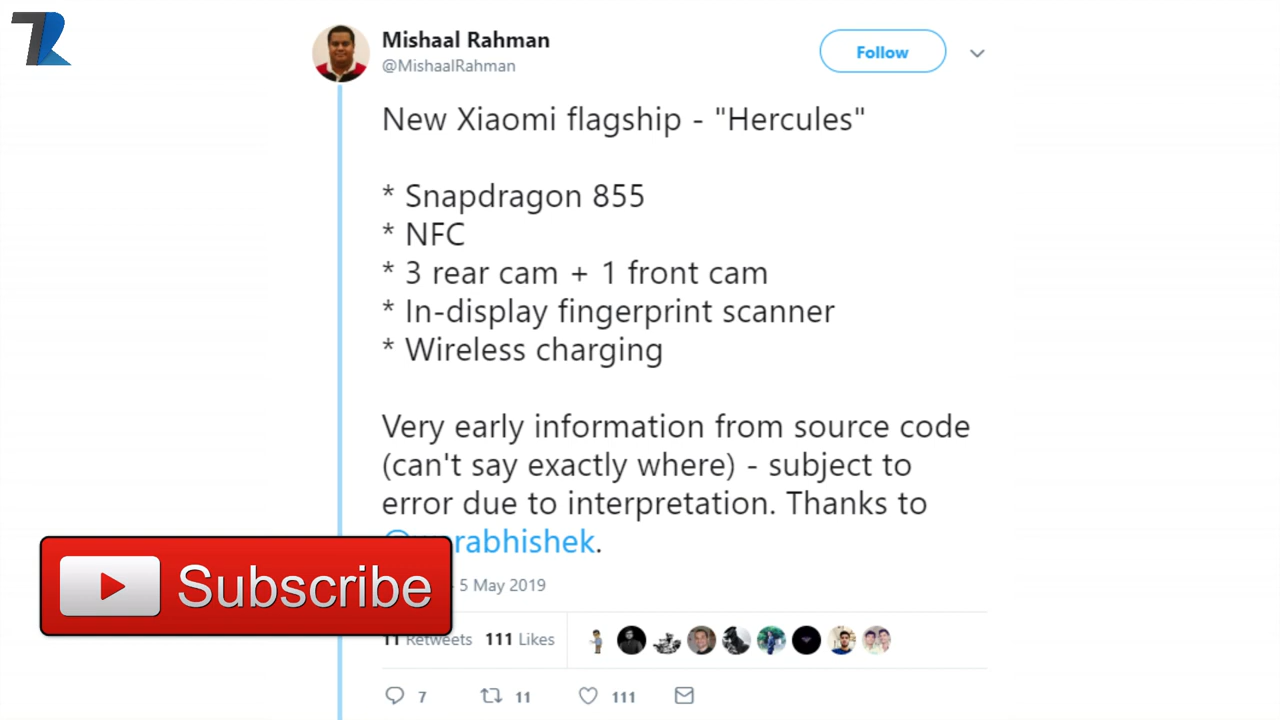 Mishaal Rahman
@MishaalRahman
Follow
New Xiaomi flagship - "Hercules"
* Snapdragon 855
* NFC
* 3 rear cam + 1 front cam
* In-display fingerprint scanner
* Wireless charging
Very early information from source code
(can't say exactly where) - subject to
error due to interpretation. Thanks to
rabhishek.
5 May 2019
Subscribe
11 Retweets 111 Likes
7 11 111